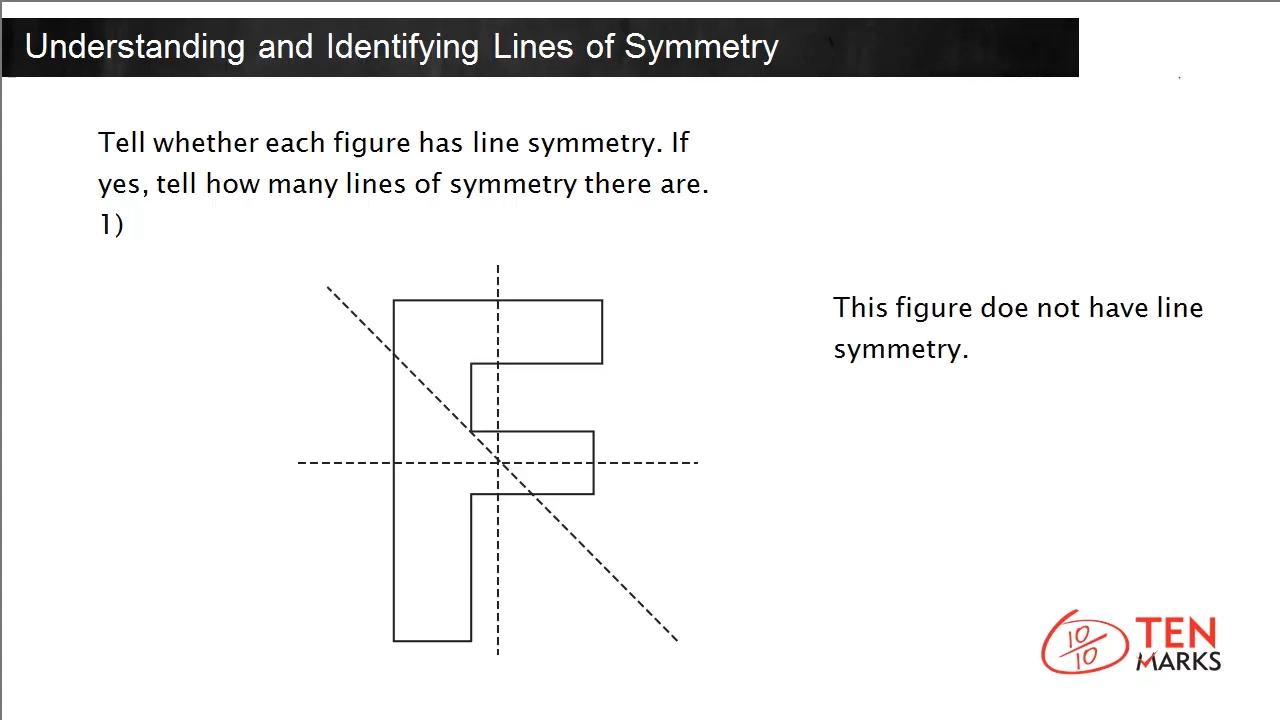 Understanding and Identifying Lines of Symmetry
Tell whether each figure has line symmetry. If
yes, tell how many lines of symmetry there are.
1)
This figure doe not have line
symmetry.
10
10
TEN
MARKS